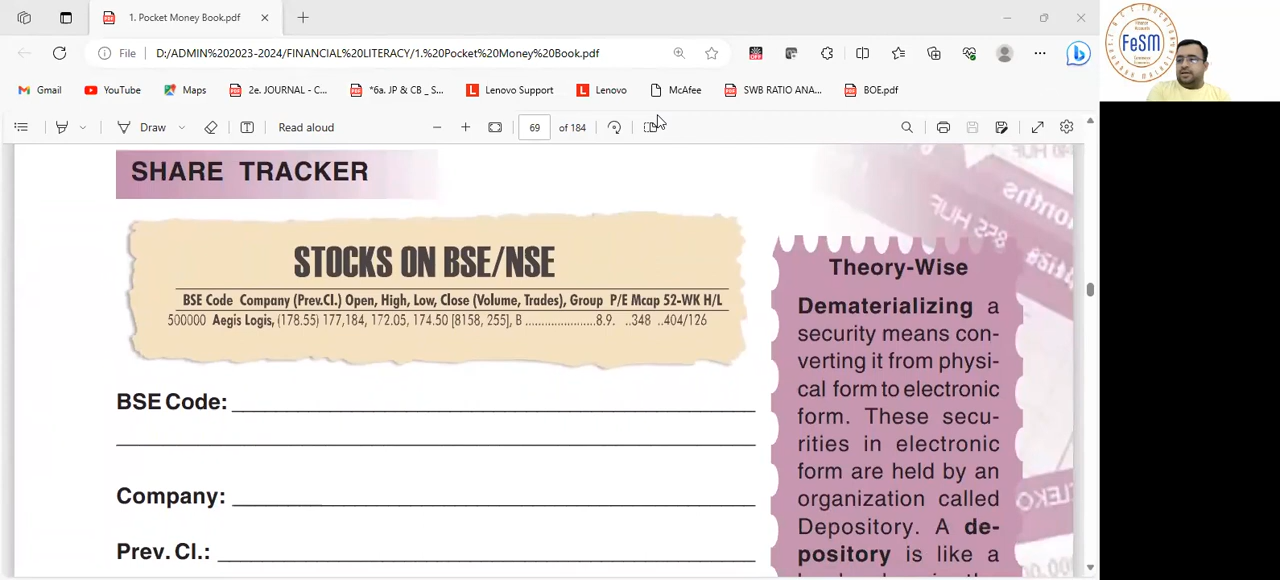 1. Pocket Money Book.pdf
File D:/ADMIN%202023-2024/FINANCIAL%20LITERACY/1.%20Pocket%20Money%20Book.pdf
Gmail YouTube Maps 2e. JOURNAL - C... *6a. JP & CB _ S... Lenovo Support Lenovo McAfee SWB RATIO ANA... BOE.pdf
Draw Read aloud 69 of 184
FeSM
SHARE TRACKER
STOCKS ON BSE/NSE
BSE Code Company (Prev.Cl.) Open, High, Low, Close (Volume, Trades), Group P/E Mcap 52-WK H/L
500000 Aegis Logis, (178.55) 177,184, 172.05, 174.50 [8158, 255], B .....................8.9. ..348 ..404/126
BSE Code:
Company:
Prev. Cl.:
Theory-Wise
Dematerializing a
security means con-
verting it from physi-
cal form to electronic
form. These secu-
rities in electronic
form are held by an
organization called
Depository. A de-
pository is like a